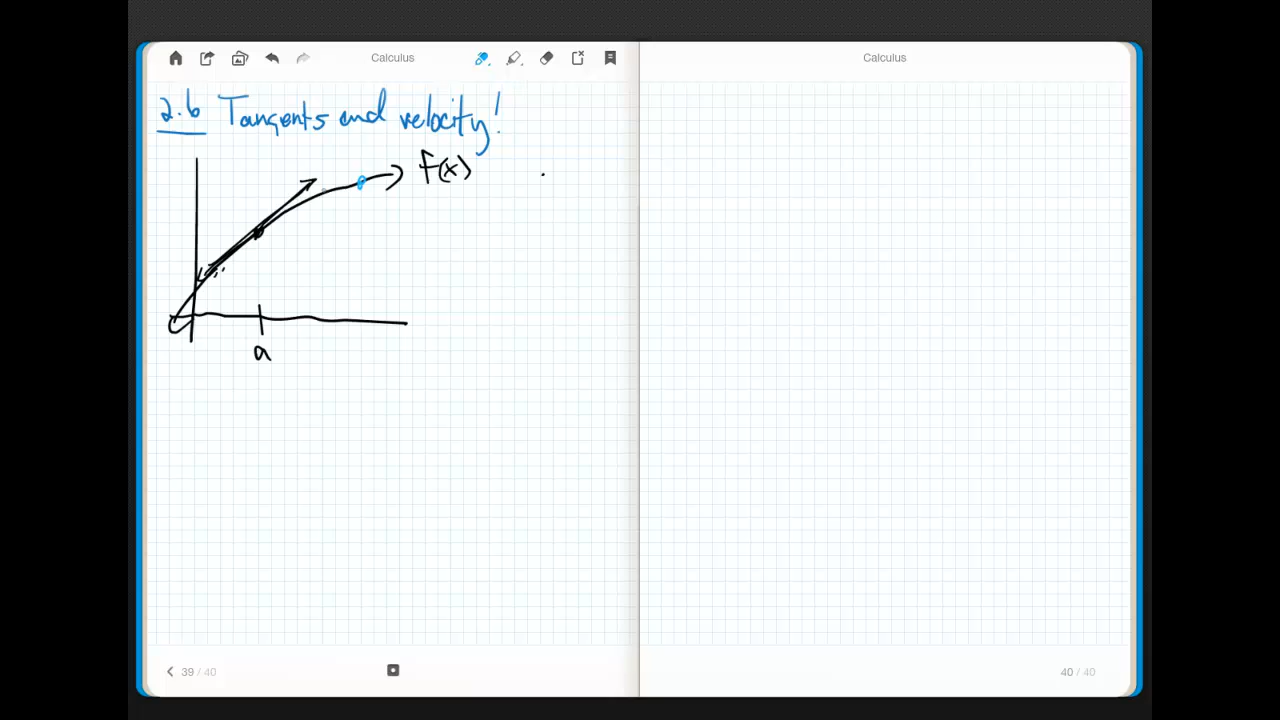 Calculus
Calculus
2.6 Tangents and velocity!
f(x)
a
39 / 40
40 / 40